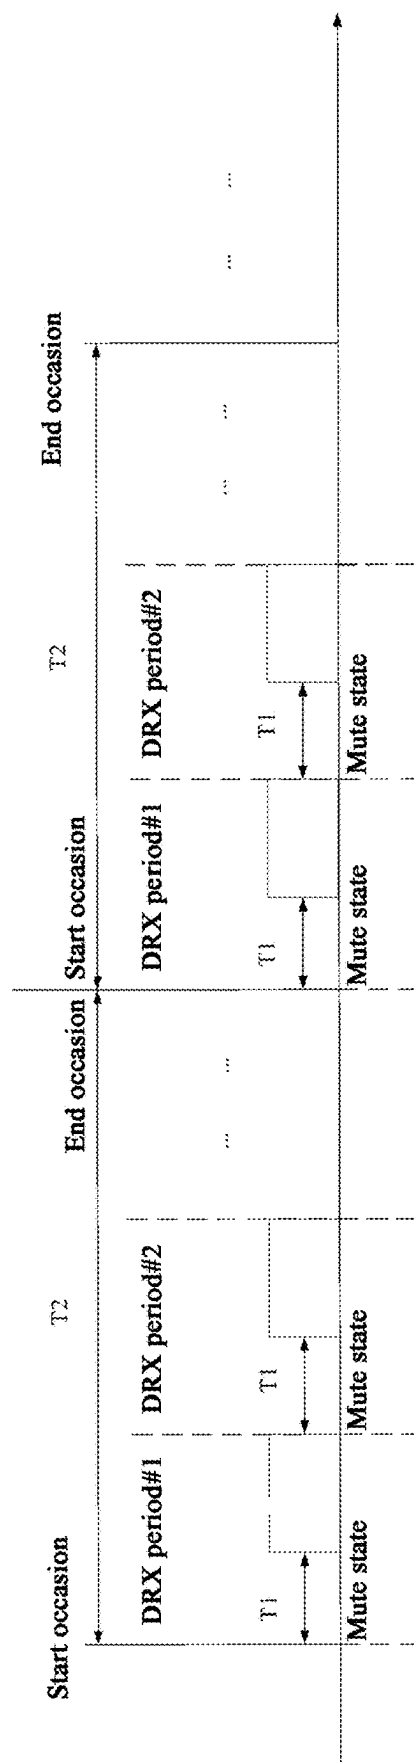 Start occasion
T2
End occasion
Start occasion
T2
End occasion
DRX period#1
DRX period#2
...
...
DRX period#1
DRX period#2
...
...
...
...
T1
T1
T1
T1
Mute state
Mute state
Mute state
Mute state